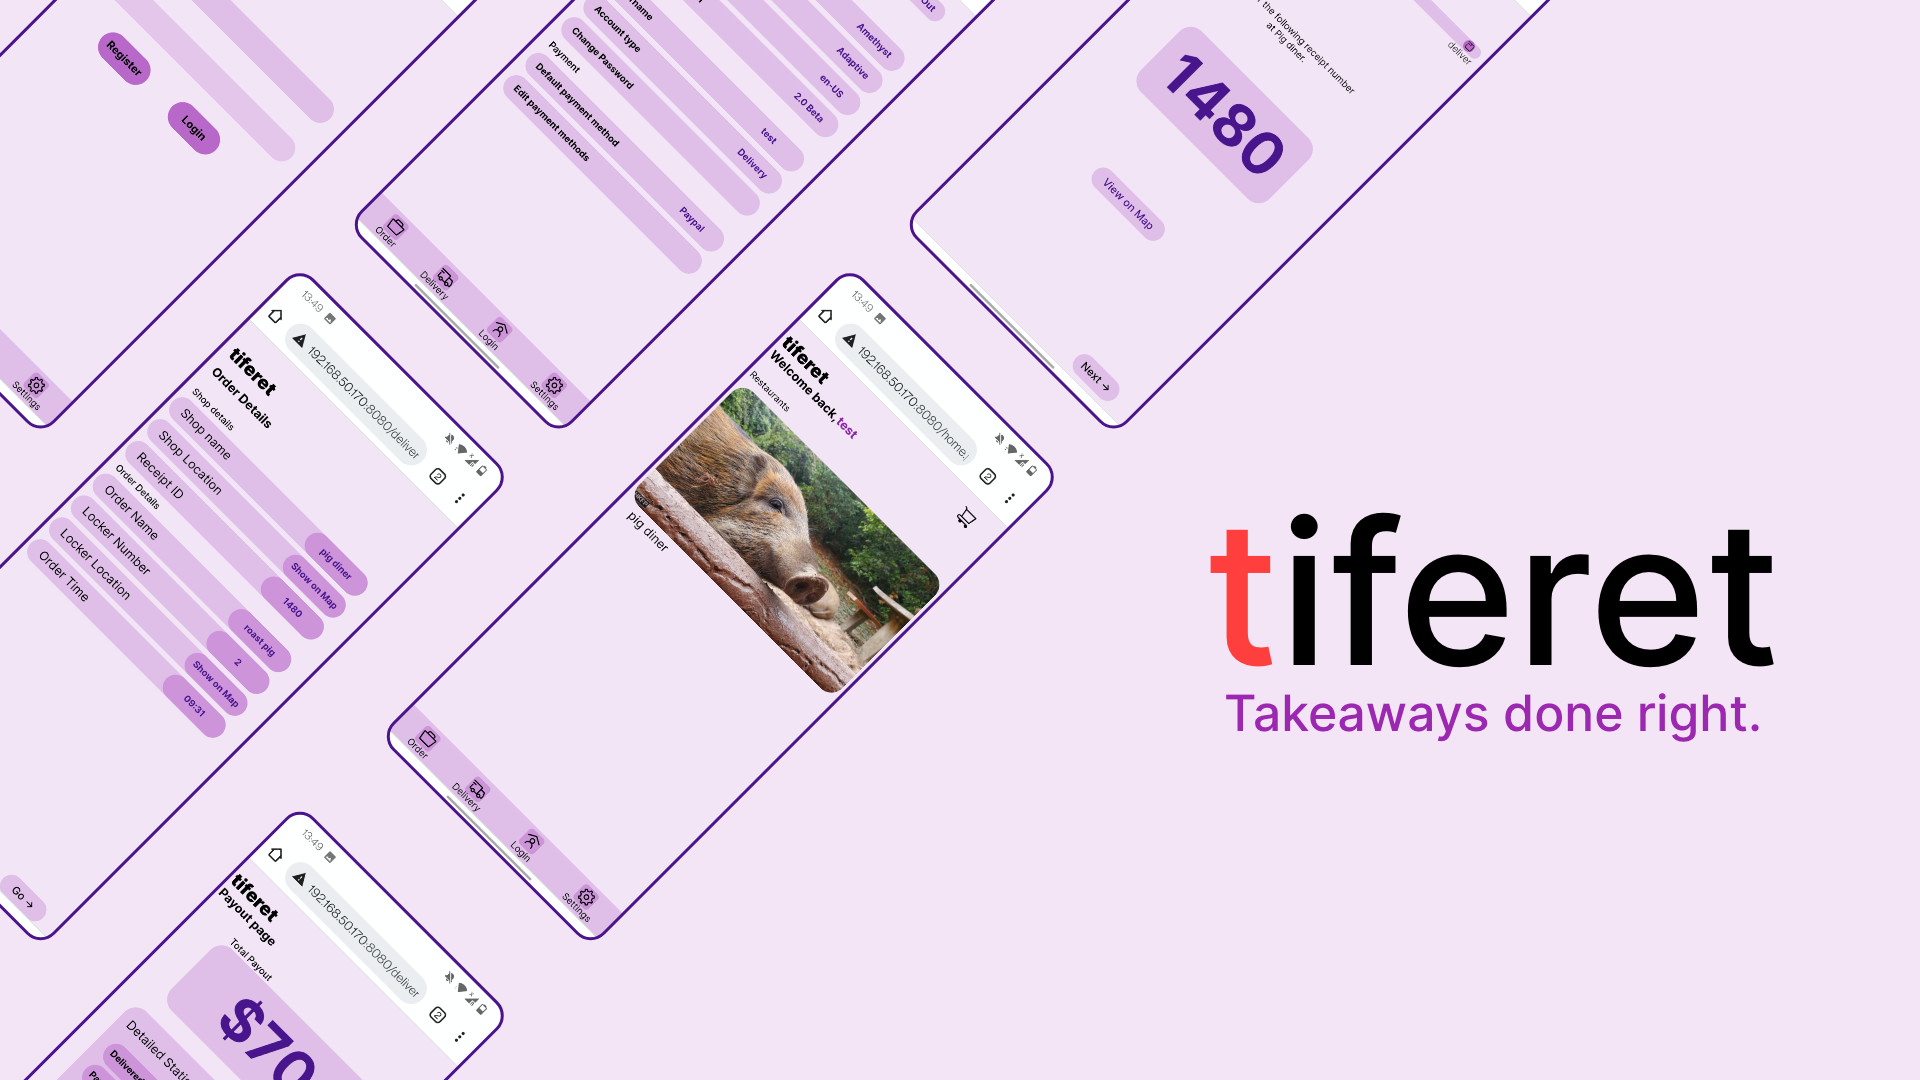 Register
Login
Settings
Account type
Change Password
Payment
Default payment method
Edit payment methods
Amethyst
Adaptive
en-US
2.0 Beta
test
Delivery
Paypal
Order
Delivery
Login
Settings
the following receipt number
at Pig diner.
1480
View on Map
Next →
deliver
13:49
192.168.50.170:8080/deliver
2
tiferet
Order Details
Shop details
Shop name
pig diner
Shop Location
Show on Map
Receipt ID
1480
Order Details
Order Name
roast pig
Locker Number
2
Locker Location
Show on Map
Order Time
09:31
Go →
13:49
192.168.50.170:8080/home.
2
tiferet
Welcome back, test
Restaurants
pig diner
Order
Delivery
Login
Settings
13:49
192.168.50.170:8080/deliver
2
tiferet
Payout page
Total Payout
$70
Detailed Stati
Delivered
tiferet
Takeaways done right.